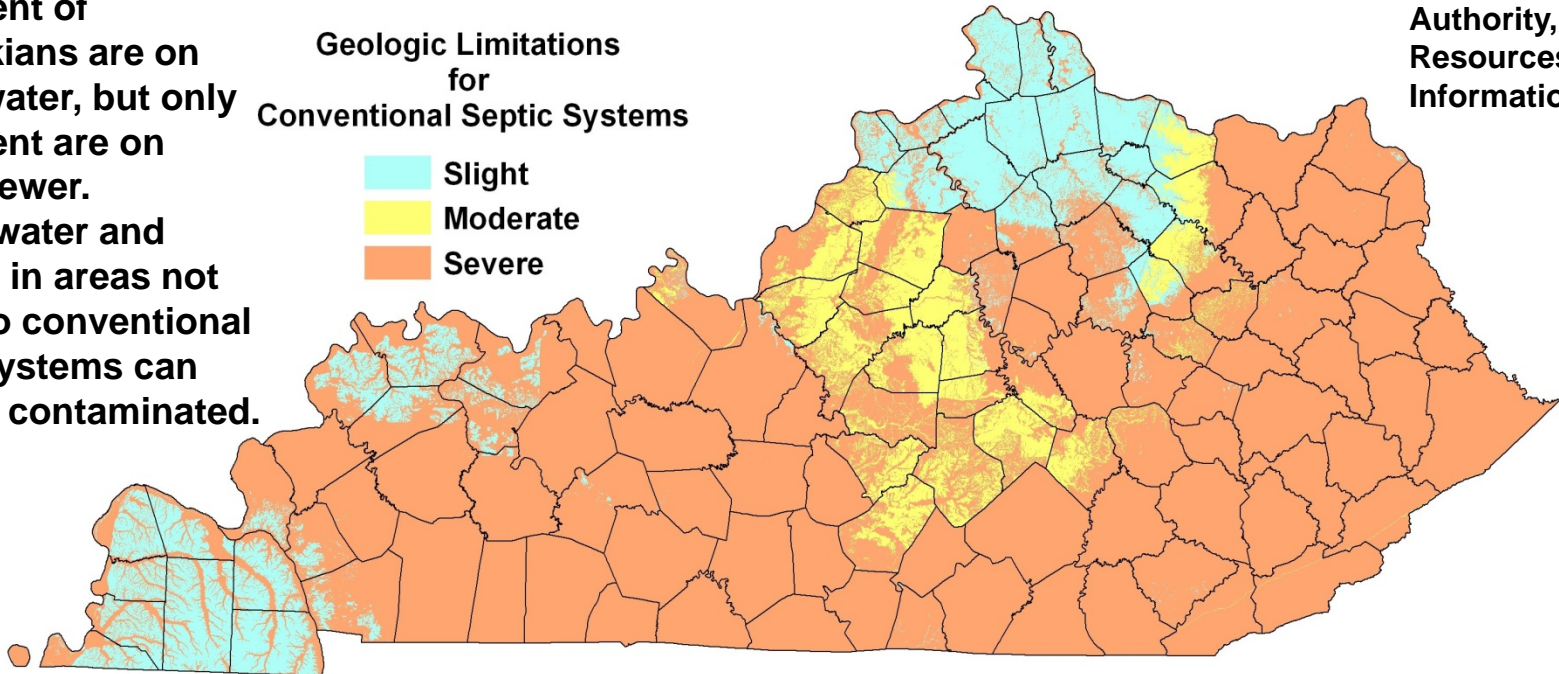 ent of
kians are on
water, but only
ent are on
ewer.
water and
in areas not
o conventional
ystems can
contaminated.
Geologic Limitations
for
Conventional Septic Systems
Slight
Moderate
Severe
Authority,
Resources
Informatio